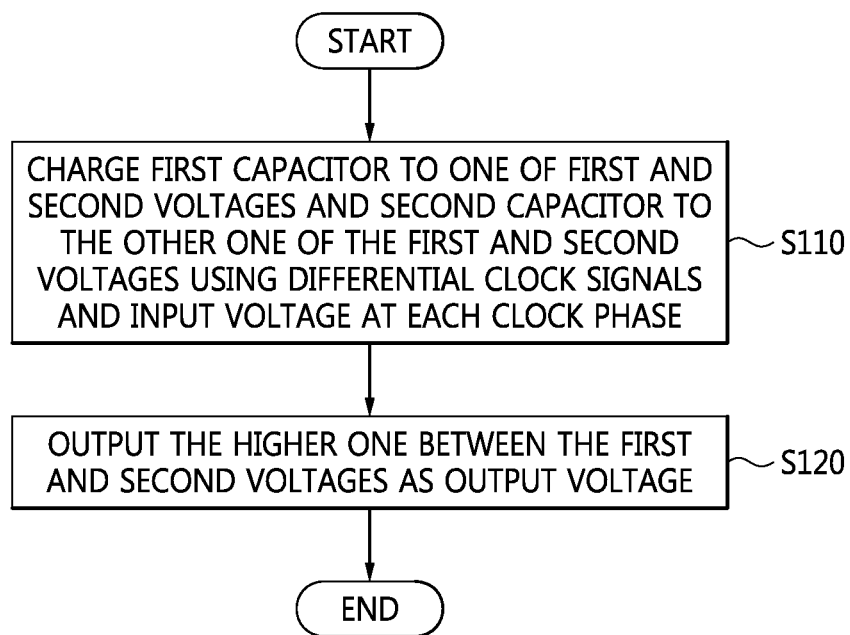 START
CHARGE FIRST CAPACITOR TO ONE OF FIRST AND
SECOND VOLTAGES AND SECOND CAPACITOR TO
THE OTHER ONE OF THE FIRST AND SECOND
VOLTAGES USING DIFFERENTIAL CLOCK SIGNALS
AND INPUT VOLTAGE AT EACH CLOCK PHASE
S110
OUTPUT THE HIGHER ONE BETWEEN THE FIRST
AND SECOND VOLTAGES AS OUTPUT VOLTAGE
S120
END